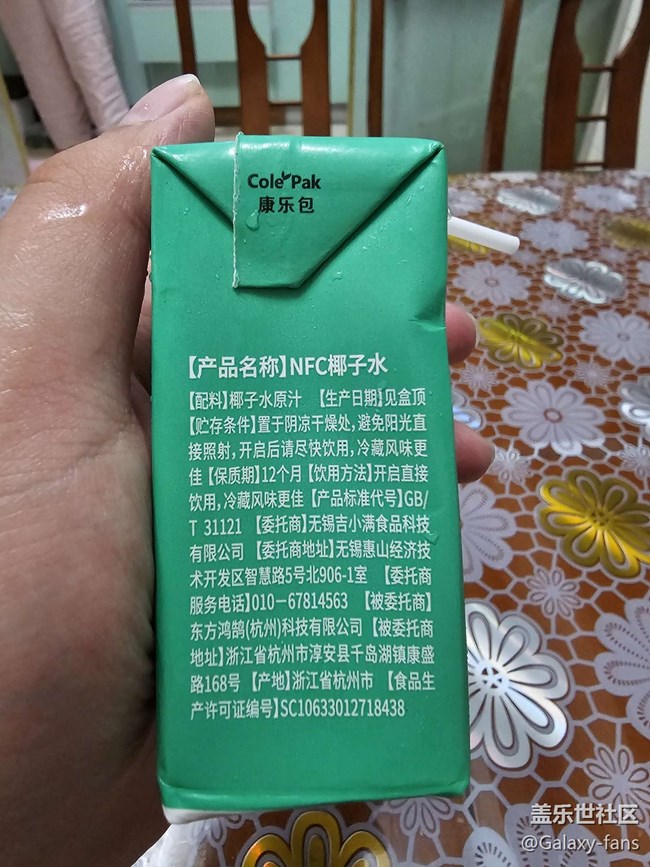 Cole Pak
康乐包
【产品名称】NFC椰子水
【配料】椰子水原汁 【生产日期】见盒顶
【贮存条件】置于阴凉干燥处,避免阳光直
接照射,开启后请尽快饮用,冷藏风味更
佳【保质期】12个月【饮用方法】开启直接
饮用,冷藏风味更佳【产品标准代号】GB/
T 31121 【委托商】无锡吉小满食品科技
有限公司 【委托商地址】无锡惠山经济技
术开发区智慧路5号北906-1室 【委托商
服务电话】010—67814563 【被委托商】
东方鸿鹄(杭州)科技有限公司【被委托商
地址】浙江省杭州市淳安县千岛湖镇康盛
路168号 【产地】浙江省杭州市 【食品生
产许可证编号】SC10633012718438
盖乐世社区
@Galaxy-fans